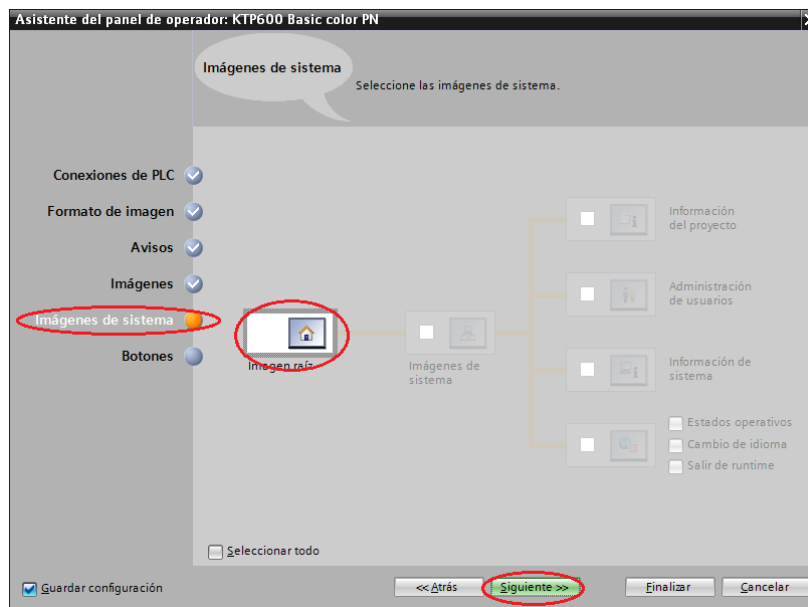 Asistente del panel de operador: KTP600 Basic color PN
Imágenes de sistema
Seleccione las imágenes de sistema.
Conexiones de PLC
Formato de imagen
Avisos
Imágenes
Imágenes de sistema
Botones
Imagen raíz
Imágenes de
sistema
Información
del proyecto
Administración
de usuarios
Información de
sistema
Estados operativos
Cambio de idioma
Salir de runtime
Seleccionar todo
Guardar configuración
<< Atrás
Siguiente >>
Finalizar
Cancelar